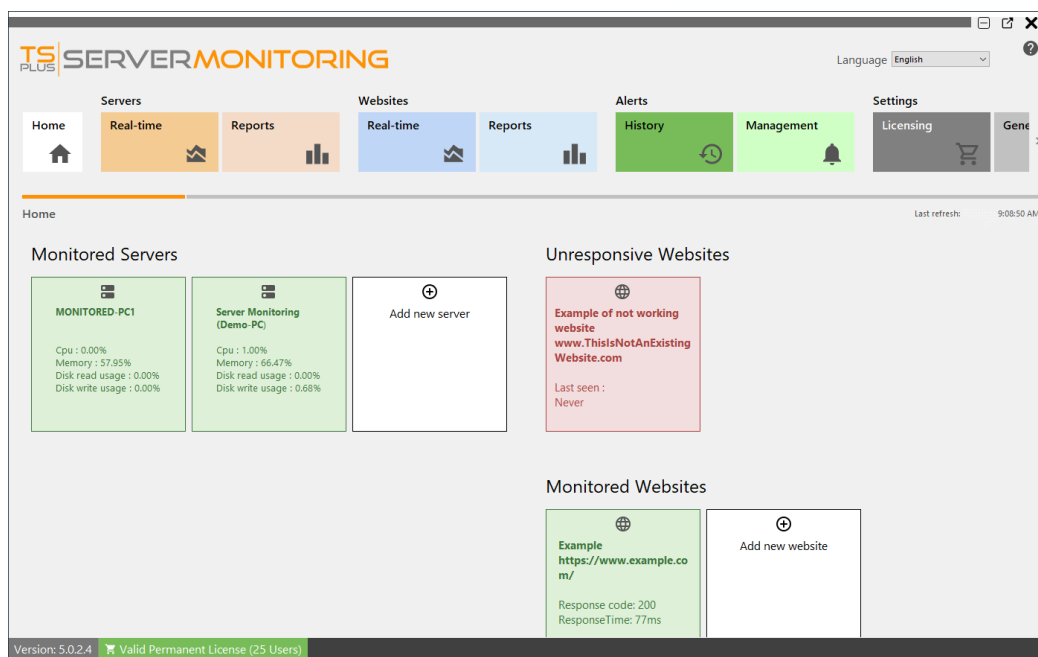 TS PLUS SERVERMONITORING
Language English
Servers
Websites
Alerts
Settings
Home
Real-time
Reports
Real-time
Reports
History
Management
Licensing
Gene
Home
Last refresh: 9:08:50 AM
Monitored Servers
MONITORED-PC1
Cpu : 0.00%
Memory : 57.95%
Disk read usage : 0.00%
Disk write usage : 0.00%
Server Monitoring
(Demo-PC)
Cpu : 1.00%
Memory : 66.47%
Disk read usage : 0.00%
Disk write usage : 0.68%
Add new server
Unresponsive Websites
Example of not working
website
www.ThisIsNotAnExisting
Website.com
Last seen :
Never
Monitored Websites
Example
https://www.example.co
m/
Response code: 200
ResponseTime: 77ms
Add new website
Version: 5.0.2.4
Valid Permanent License (25 Users)